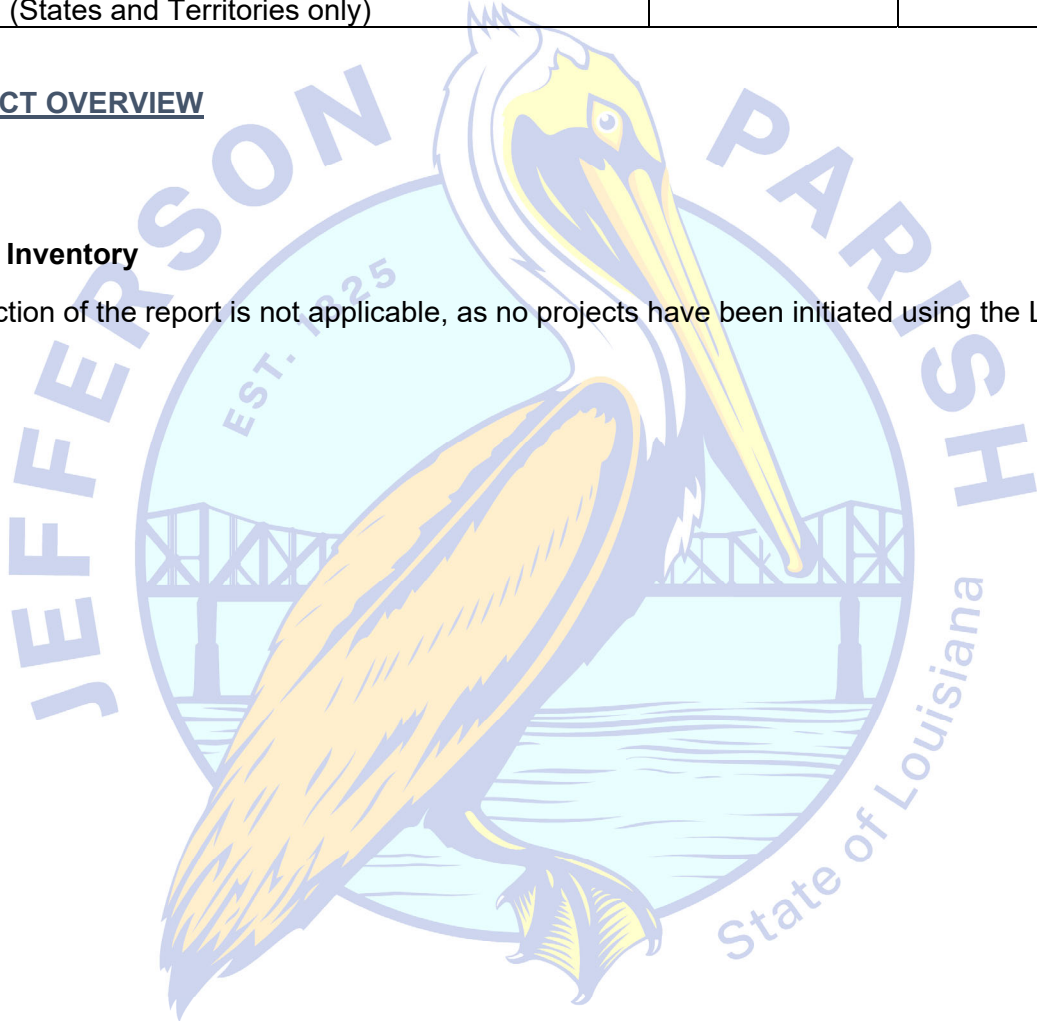 (States and Territories only)
CT OVERVIEW
Inventory
ction of the report is not applicable, as no projects have been initiated using the L
JEFFERSON PARISH
EST. 1825
State of Louisiana